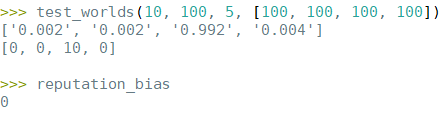 >>> test_worlds(10, 100, 5, [100, 100, 100, 100])
['0.002', '0.002', '0.992', '0.004']
[0, 0, 10, 0]
>>> reputation_bias
0